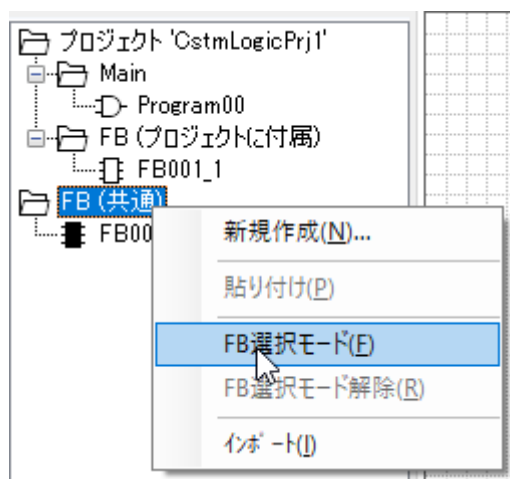 プロジェクト 'CstmLogicPrj1'
Main
Program00
FB (プロジェクトに付属)
FB001_1
FB (共通)
FB00
新規作成(N)...
貼り付け(P)
FB選択モード(F)
FB選択モード解除(R)
インポート(I)